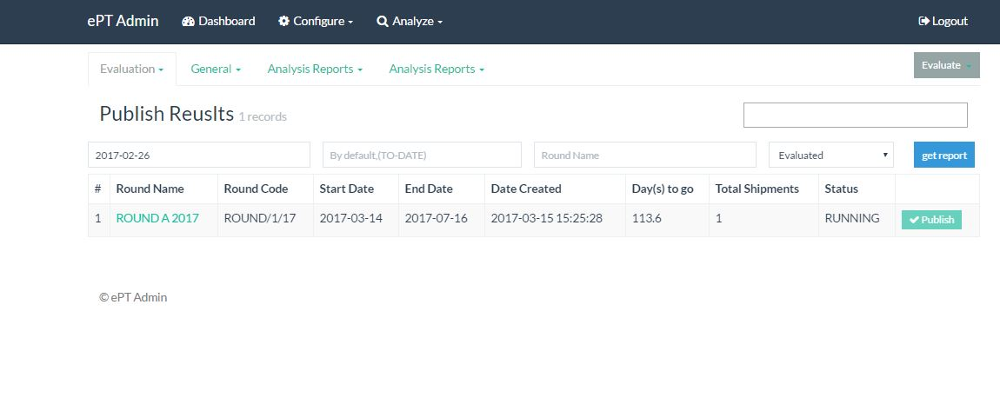 ePT Admin Dashboard Configure Analyze Logout
Evaluation General Analysis Reports Analysis Reports Evaluate
Publish Reuslts 1 records
2017-02-26 By default,(TO-DATE) Round Name Evaluated get report
# Round Name Round Code Start Date End Date Date Created Day(s) to go Total Shipments Status
1 ROUND A 2017 ROUND/1/17 2017-03-14 2017-07-16 2017-03-15 15:25:28 113.6 1 RUNNING Publish
© ePT Admin